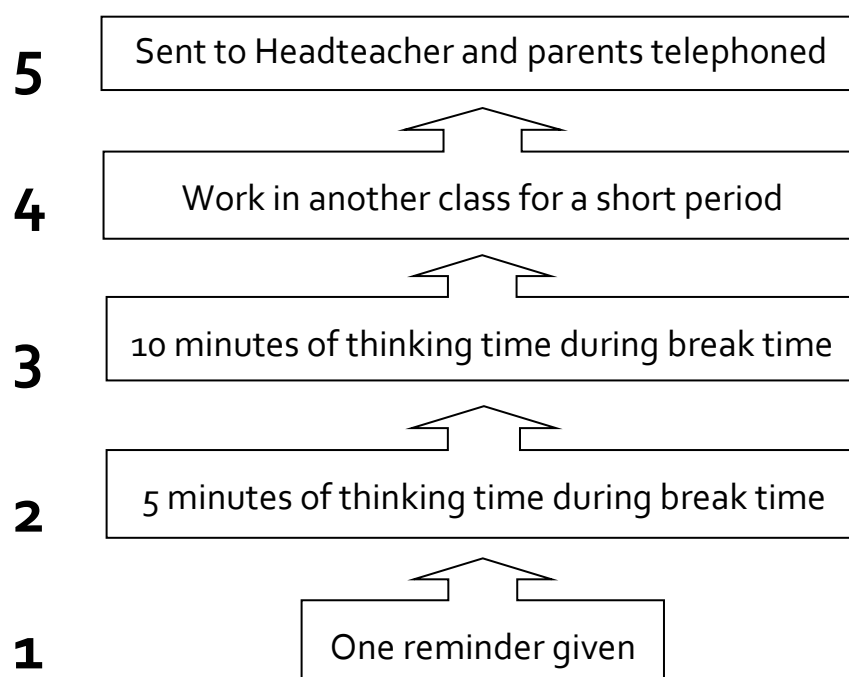 5 Sent to Headteacher and parents telephoned
4 Work in another class for a short period
3 10 minutes of thinking time during break time
2 5 minutes of thinking time during break time
1 One reminder given